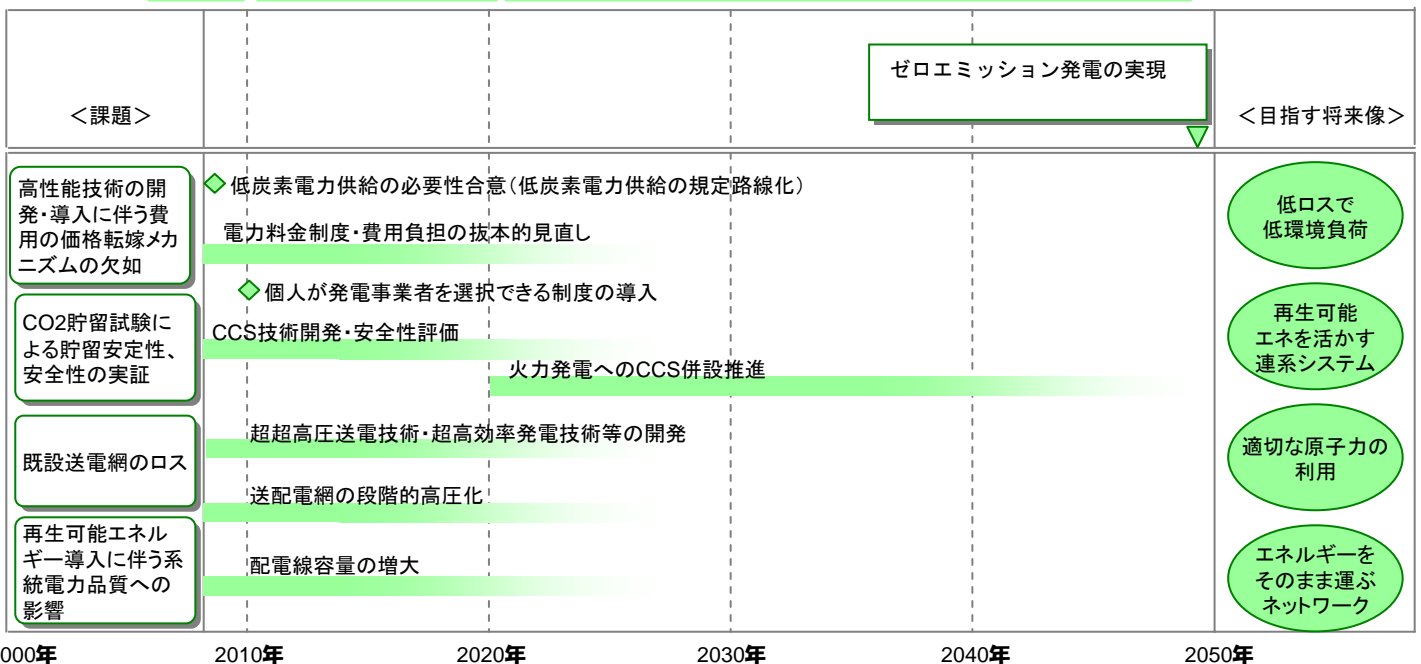 ゼロエミッション発電の実現
<課題>
<目指す将来像>
高性能技術の開
発・導入に伴う費
用の価格転嫁メカ
ニズムの欠如
CO2貯留試験に
よる貯留安定性、
安全性の実証
既設送電網のロス
再生可能エネル
ギー導入に伴う系
統電力品質への
影響
低炭素電力供給の必要性合意(低炭素電力供給の規定路線化)
電力料金制度・費用負担の抜本的見直し
個人が発電事業者を選択できる制度の導入
CCS技術開発・安全性評価
火力発電へのCCS併設推進
超超高圧送電技術・超高効率発電技術等の開発
送配電網の段階的高圧化
配電線容量の増大
低ロスで
低環境負荷
再生可能
エネを活かす
連系システム
適切な原子力の
利用
エネルギーを
そのまま運ぶ
ネットワーク
000年
2010年
2020年
2030年
2040年
2050年